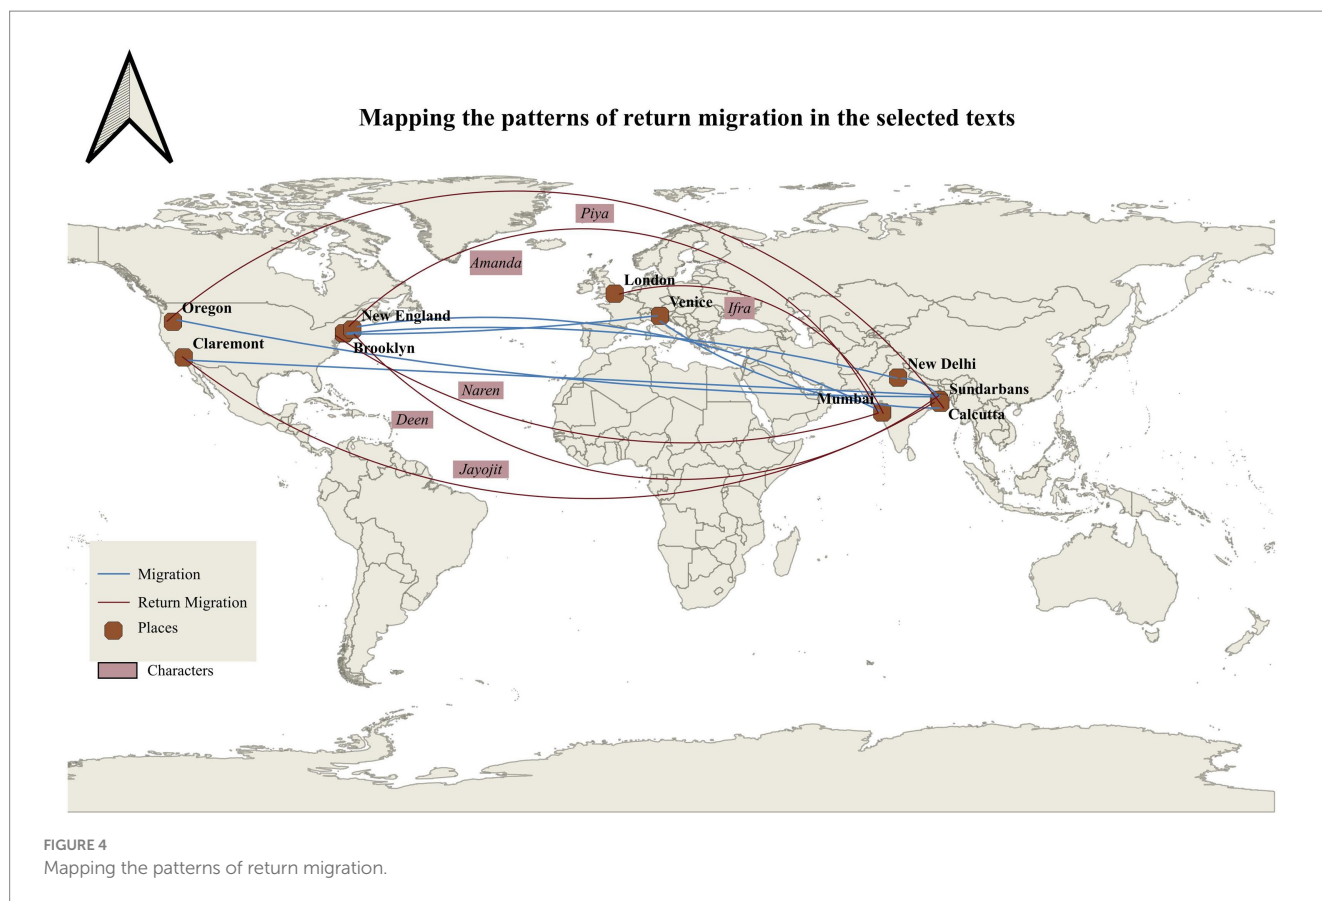 Mapping the patterns of return migration in the selected texts
Piya
Amanda
London
Venice
Ifra
Oregon
New England
Claremont
Brooklyn
New Delhi
Sundarbans
Naren
Mumbai
Calcutta
Deen
Jayojit
Migration
Return Migration
Places
Characters
FIGURE 4
Mapping the patterns of return migration.